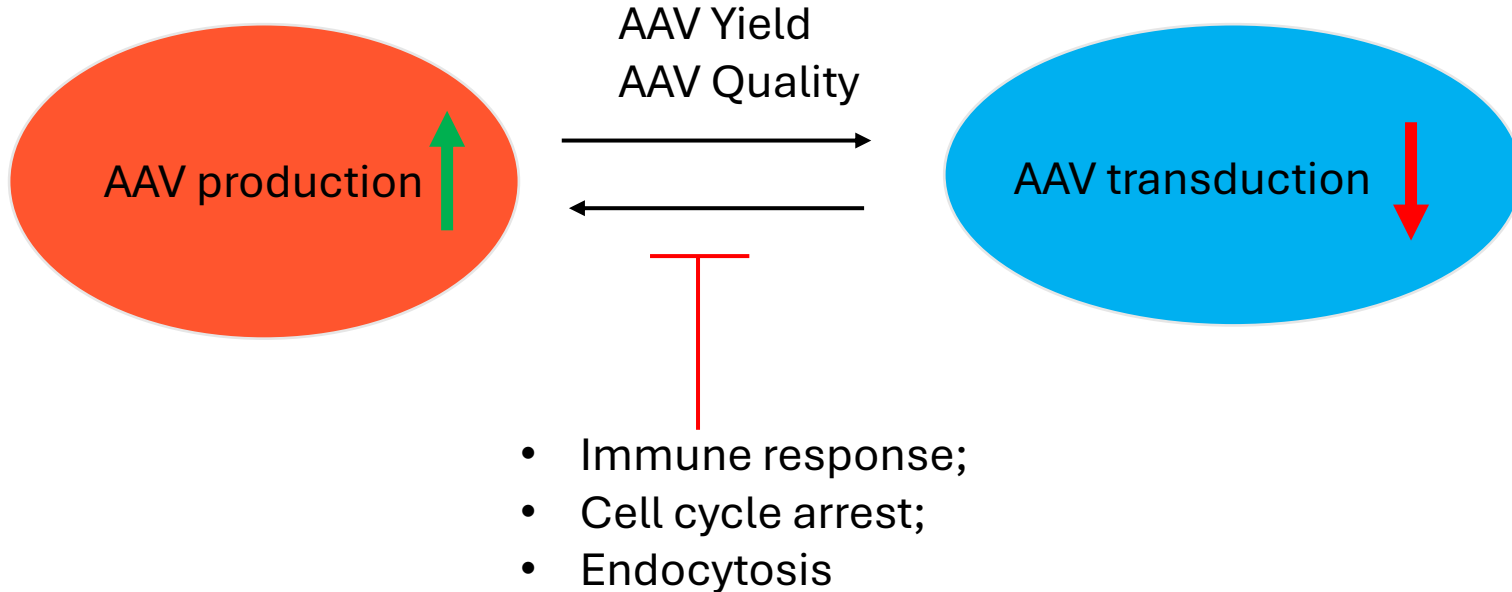 AAV Yield
AAV Quality
AAV production
AAV transduction
• Immune response;
• Cell cycle arrest;
• Endocytosis